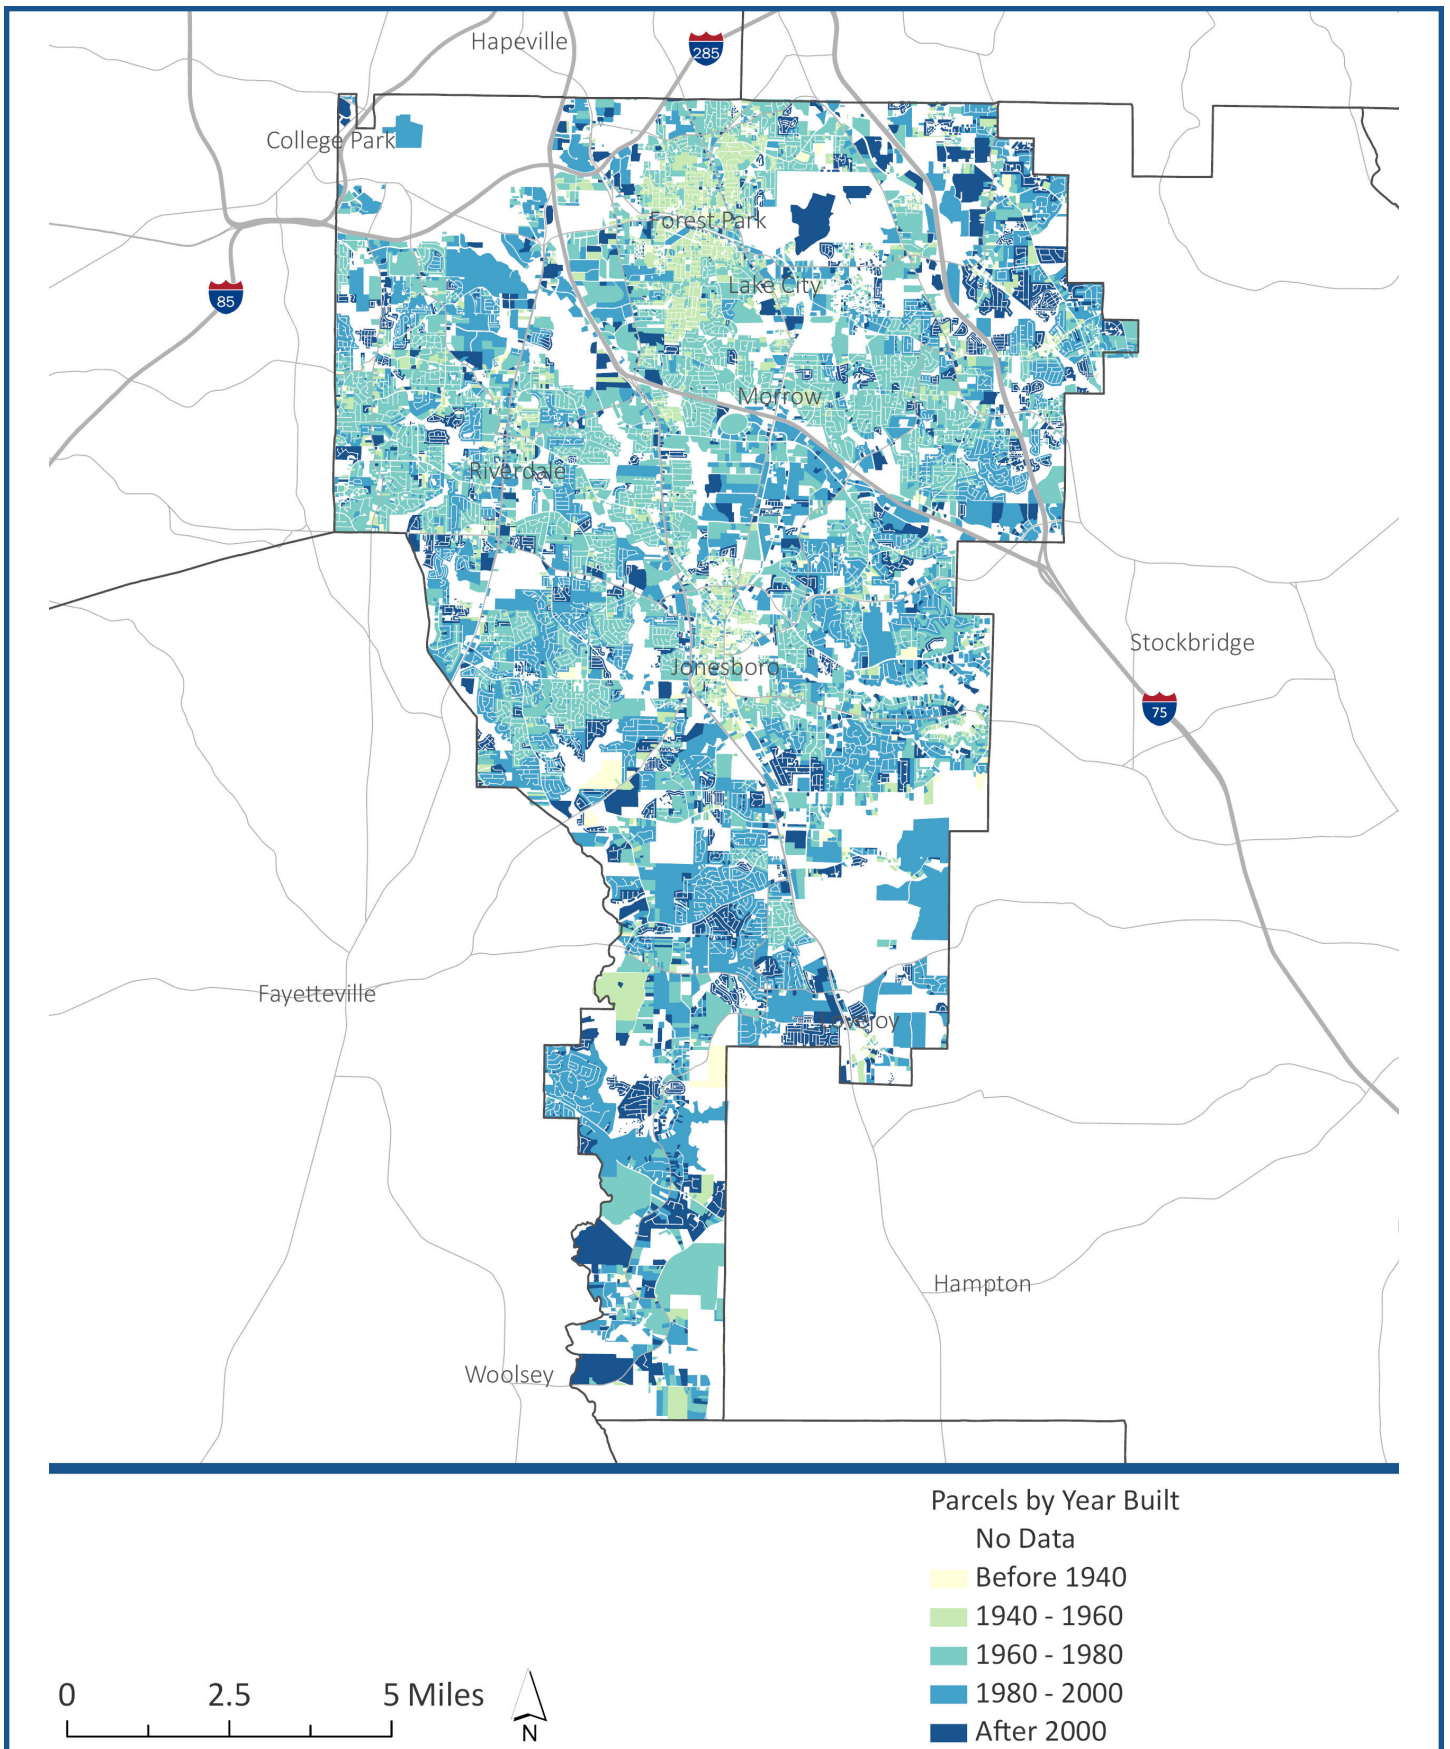 Hapeville
285
College Park
Forest Park
Lake City
85
Morrow
Riverdale
Stockbridge
Jonesboro
75
Fayetteville
Lovejoy
Hampton
Woolsey
Parcels by Year Built
No Data
Before 1940
1940 - 1960
1960 - 1980
1980 - 2000
After 2000
0 2.5 5 Miles
N